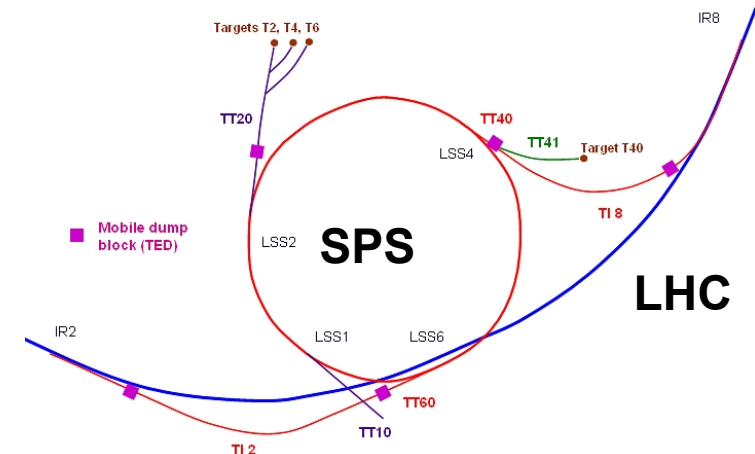 IR8
Targets T2, T4, T6
TT20
TT40
TT41
Target T40
LSS4
TI 8
Mobile dump
block (TED)
LSS2
SPS
LHC
IR2
LSS1
LSS6
TT60
TT10
TI 2